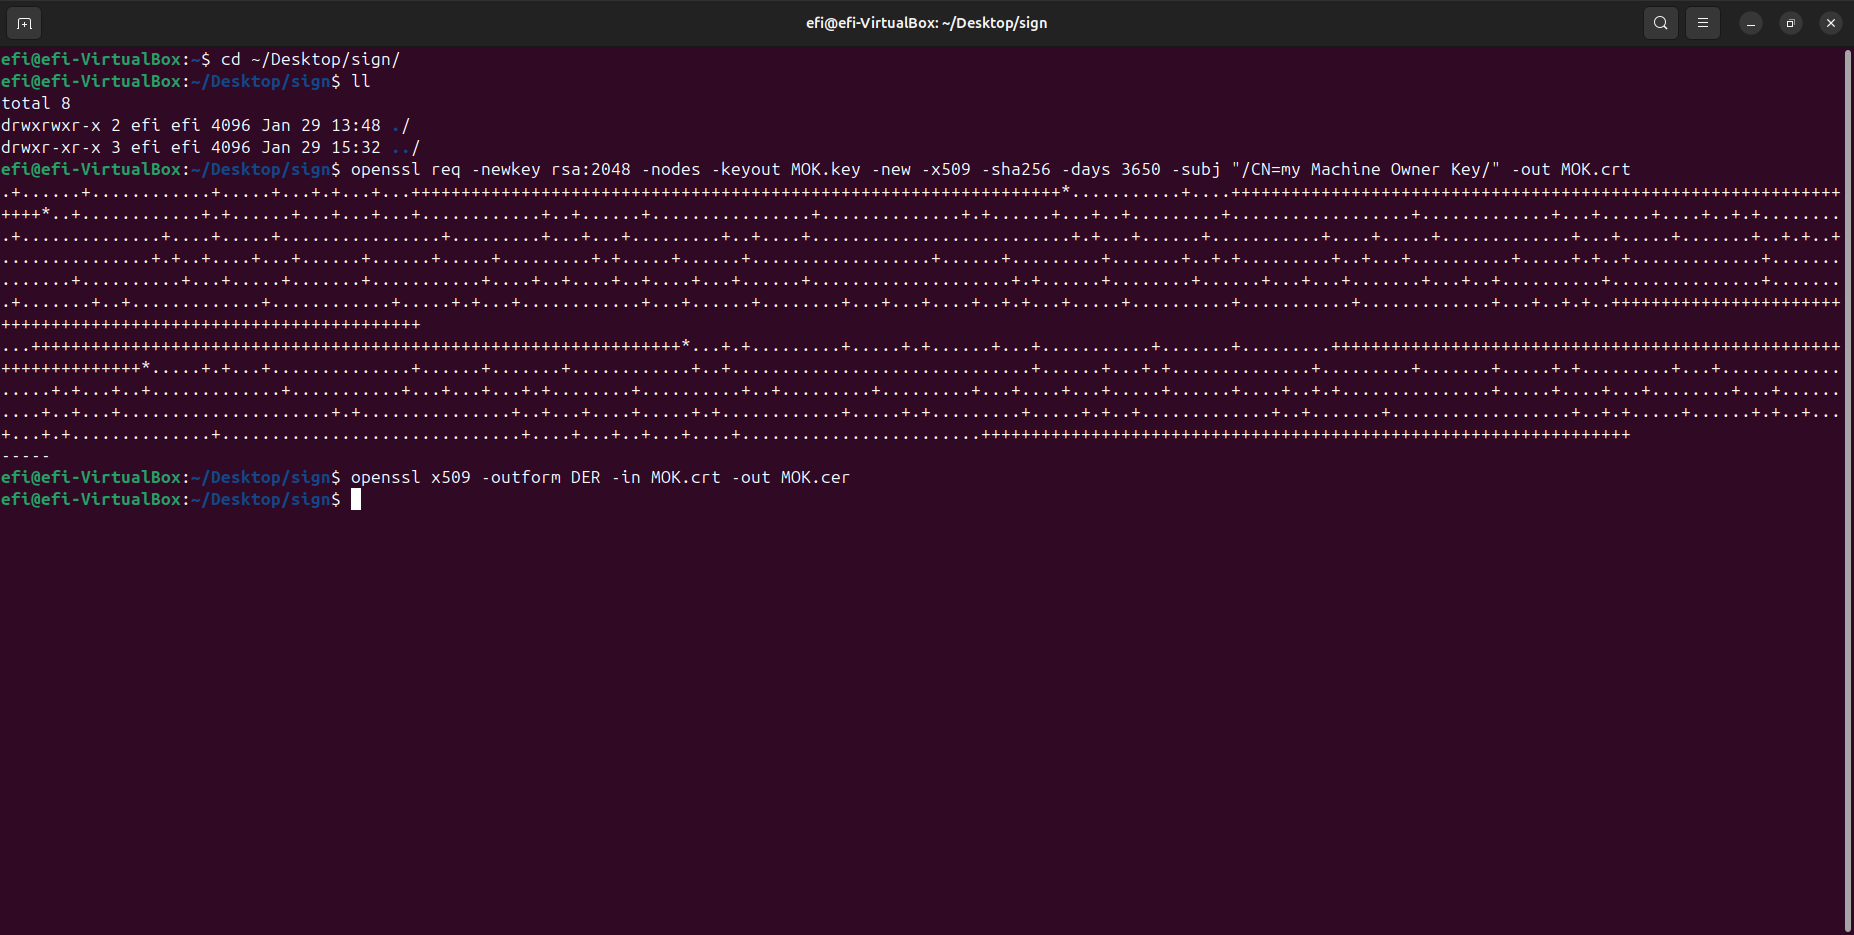 efi@efi-VirtualBox: ~/Desktop/sign
efi@efi-VirtualBox:~$ cd ~/Desktop/sign/
efi@efi-VirtualBox:~/Desktop/sign$ ll
total 8
drwxrwxr-x 2 efi efi 4096 Jan 29 13:48 ./
drwxr-xr-x 3 efi efi 4096 Jan 29 15:32 ../
efi@efi-VirtualBox:~/Desktop/sign$ openssl req -newkey rsa:2048 -nodes -keyout MOK.key -new -x509 -sha256 -days 3650 -subj "/CN=my Machine Owner Key/" -out MOK.crt
-----
efi@efi-VirtualBox:~/Desktop/sign$ openssl x509 -outform DER -in MOK.crt -out MOK.cer
efi@efi-VirtualBox:~/Desktop/sign$